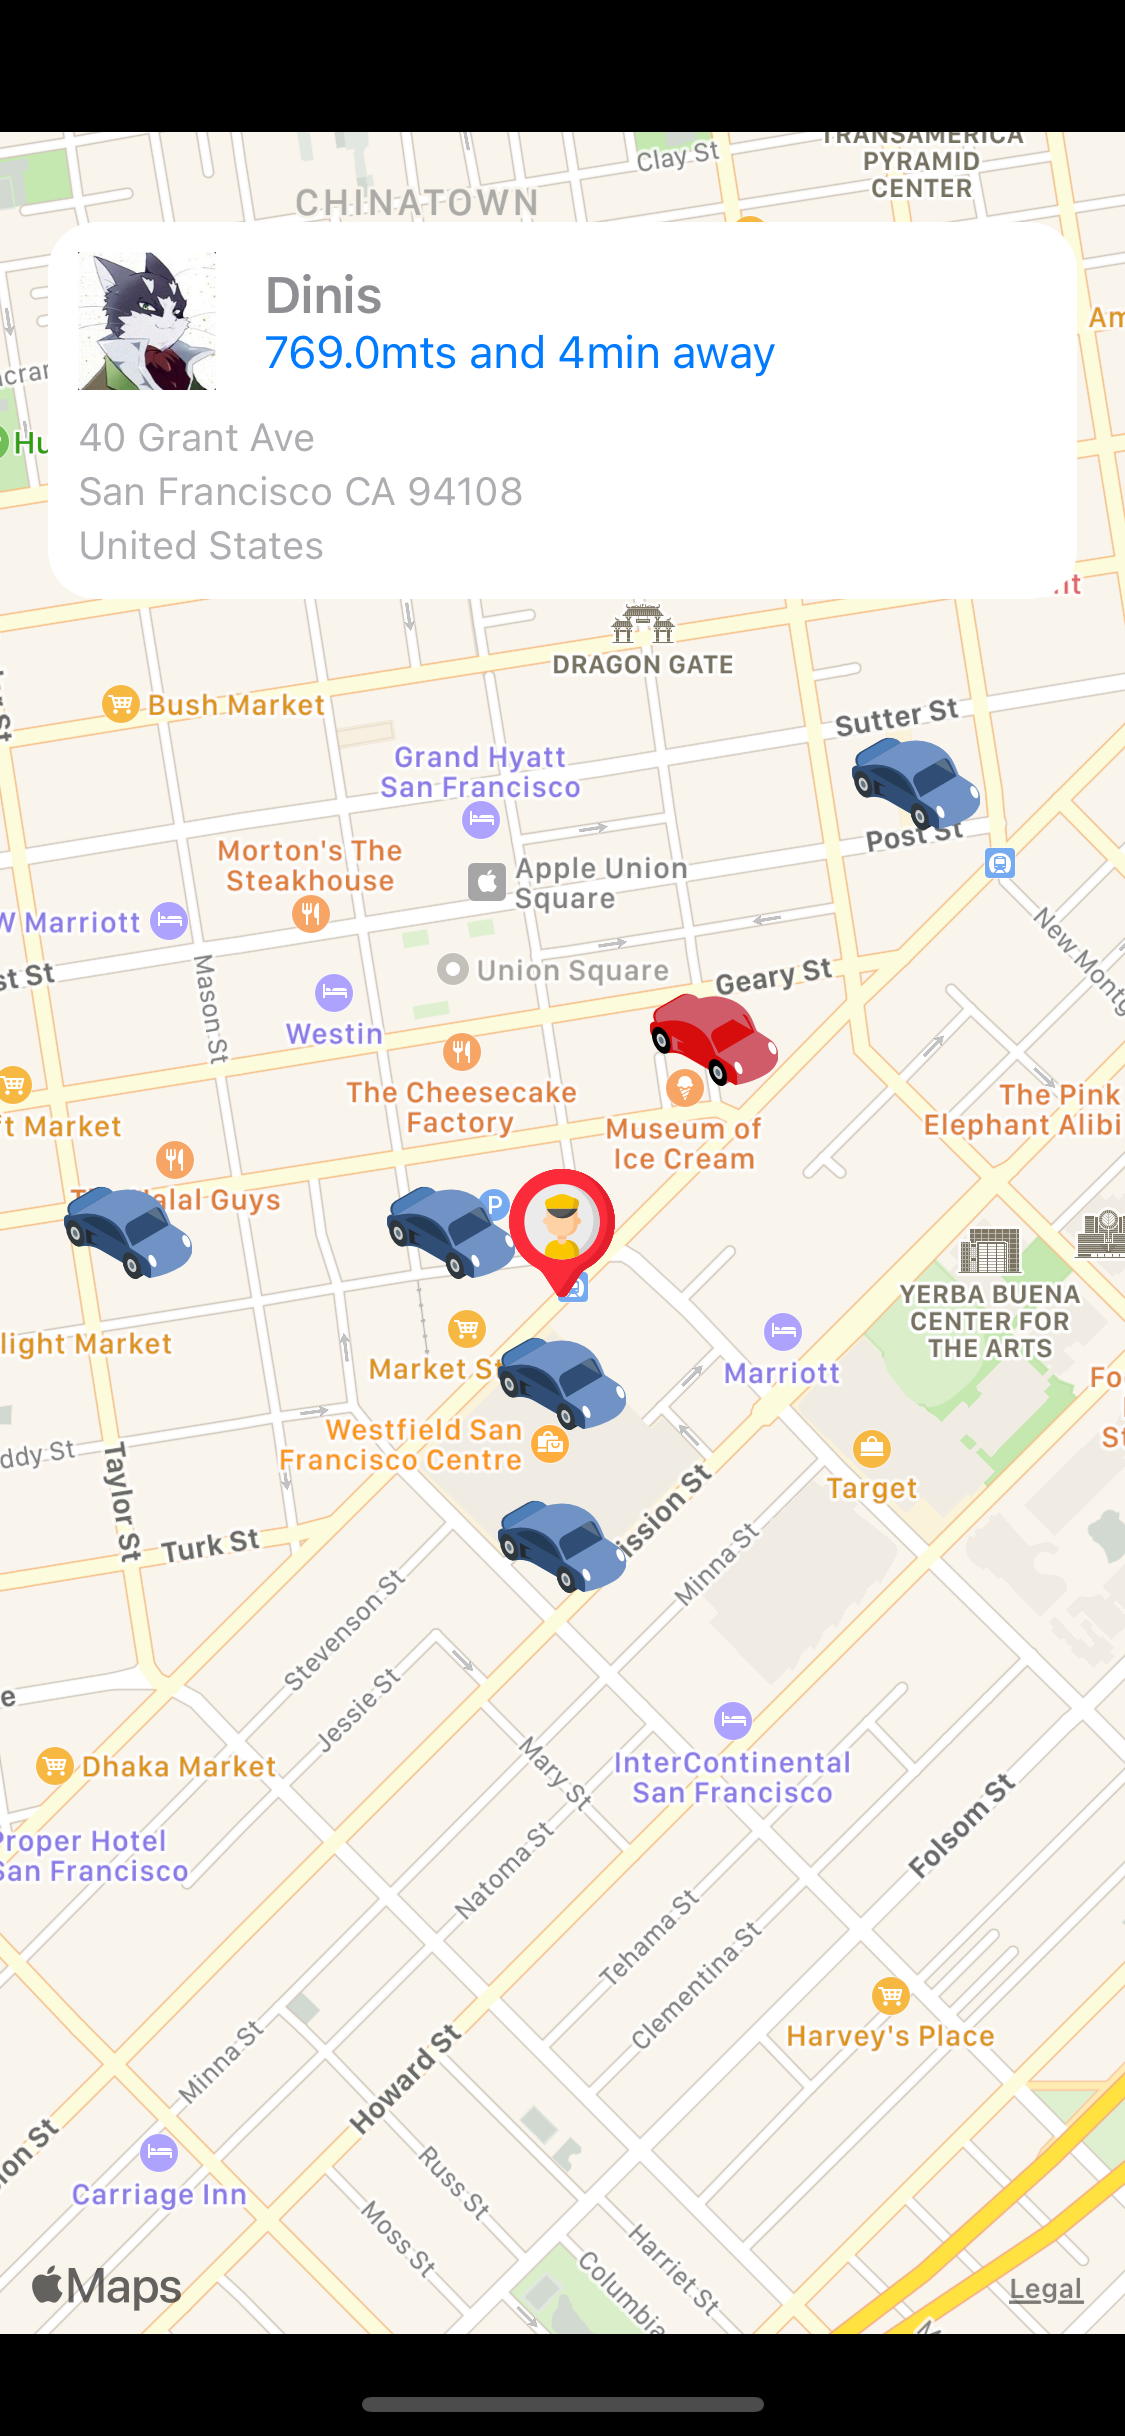 TRANSAMERICA
PYRAMID
CENTER
Clay St
CHINATOWN
Dinis
769.0mts and 4min away
40 Grant Ave
San Francisco CA 94108
United States
DRAGON GATE
Bush Market
Sutter St
Grand Hyatt
San Francisco
Post St
Morton's The
Steakhouse
Apple Union
Square
W Marriott
New Montg
Mason St
Union Square
Geary St
Westin
The Cheesecake
Factory
The Pink
Elephant Alibi
Museum of
Ice Cream
ft Market
Halal Guys
P
YERBA BUENA
CENTER FOR
THE ARTS
light Market
Market St
Marriott
Westfield San
Francisco Centre
ddy St
Taylor St
Target
Turk St
ission St
Minna St
Stevenson St
Jessie St
Mary St
InterContinental
San Francisco
Dhaka Market
Folsom St
Proper Hotel
San Francisco
Natoma St
Tehama St
Clementina St
Harvey's Place
Minna St
Howard St
Carriage Inn
Russ St
Moss St
Harriet St
Columbia
Maps
Legal